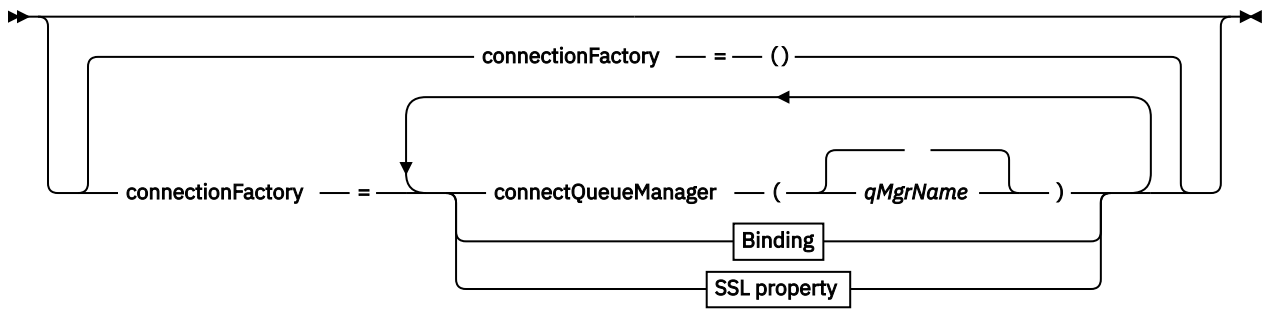 connectionFactory = ()
connectionFactory = connectQueueManager ( qMgrName )
Binding
SSL property